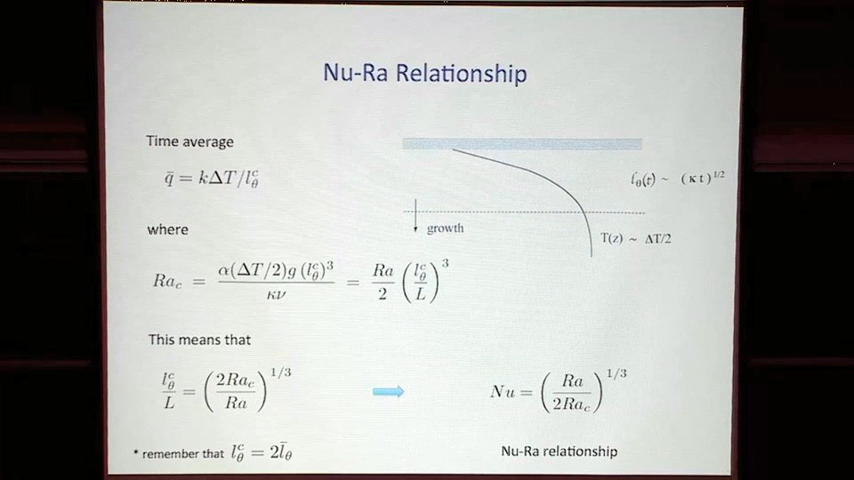 Nu-Ra Relationship
Time average
q̄ = kΔT/l_θ^c
ℓ_θ(t) ~ (κ t)^{1/2}
where
growth
T(z) ~ ΔT/2
Ra_c = α(ΔT/2)g (l_θ^c)^3 / κν = Ra/2 (l_θ^c/L)^3
This means that
l_θ^c/L = (2Ra_c/Ra)^{1/3}
Nu = (Ra/2Ra_c)^{1/3}
* remember that l_θ^c = 2l̄_θ
Nu-Ra relationship